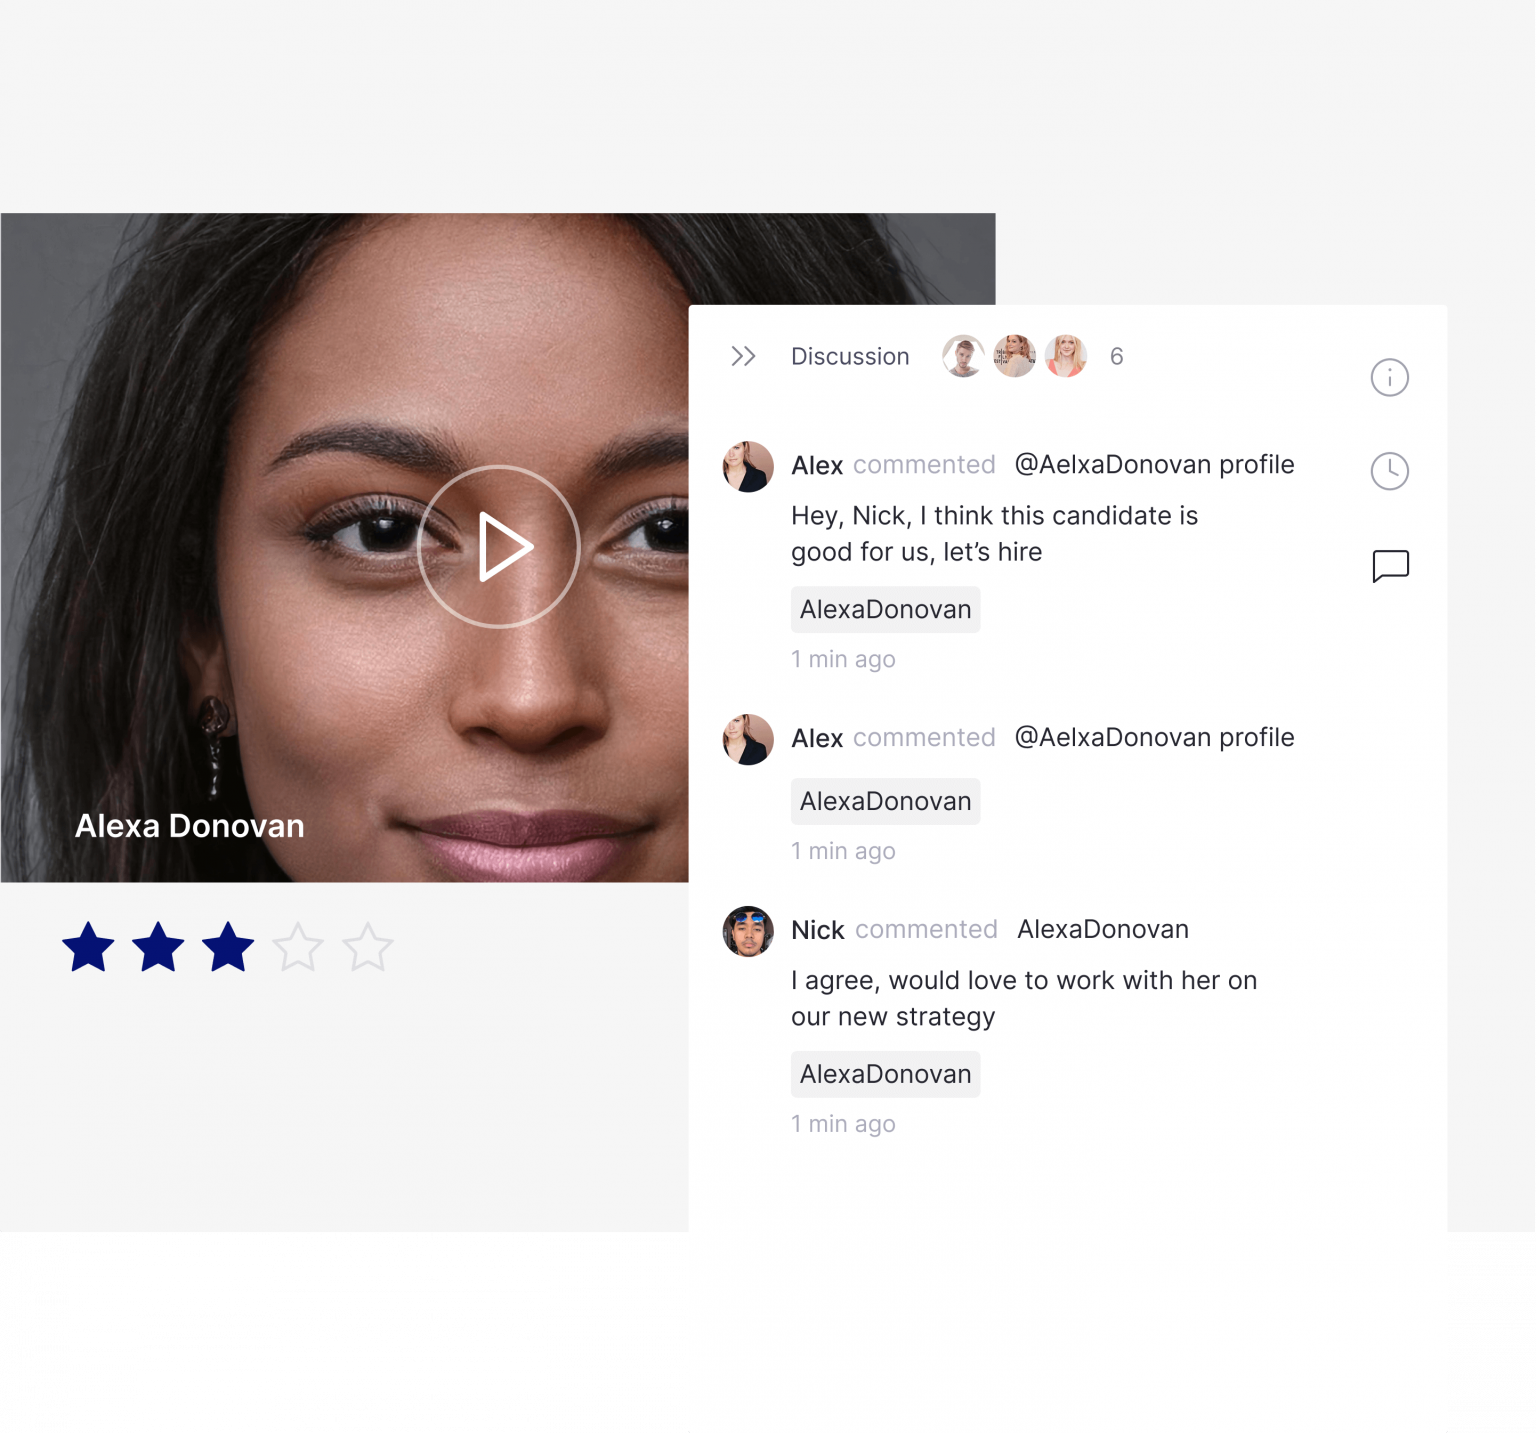 Discussion 6
Alex commented @AelxaDonovan profile
Hey, Nick, I think this candidate is
good for us, let’s hire
AlexaDonovan
1 min ago
Alex commented @AelxaDonovan profile
AlexaDonovan
1 min ago
Alexa Donovan
Nick commented AlexaDonovan
I agree, would love to work with her on
our new strategy
AlexaDonovan
1 min ago